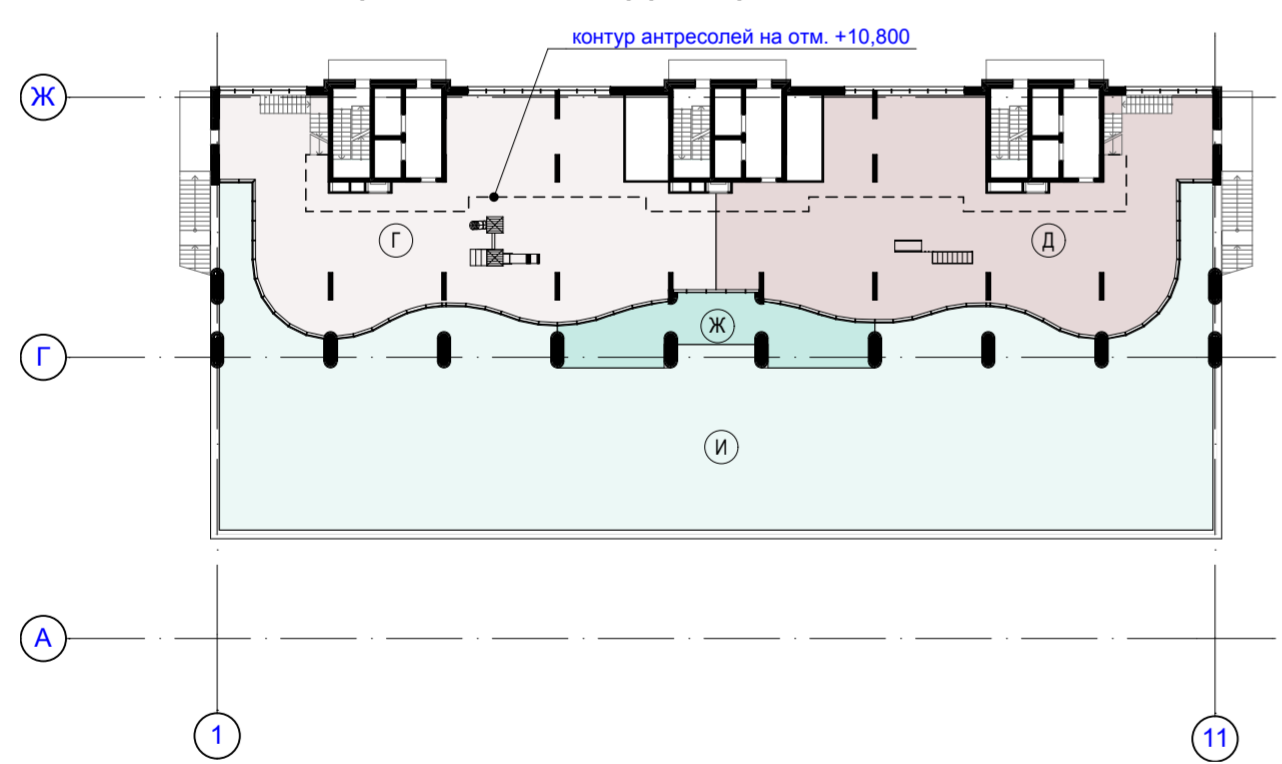 контур антресолей на отм. +10,800
Ж
Г
Д
Ж
Г
И
А
1
11